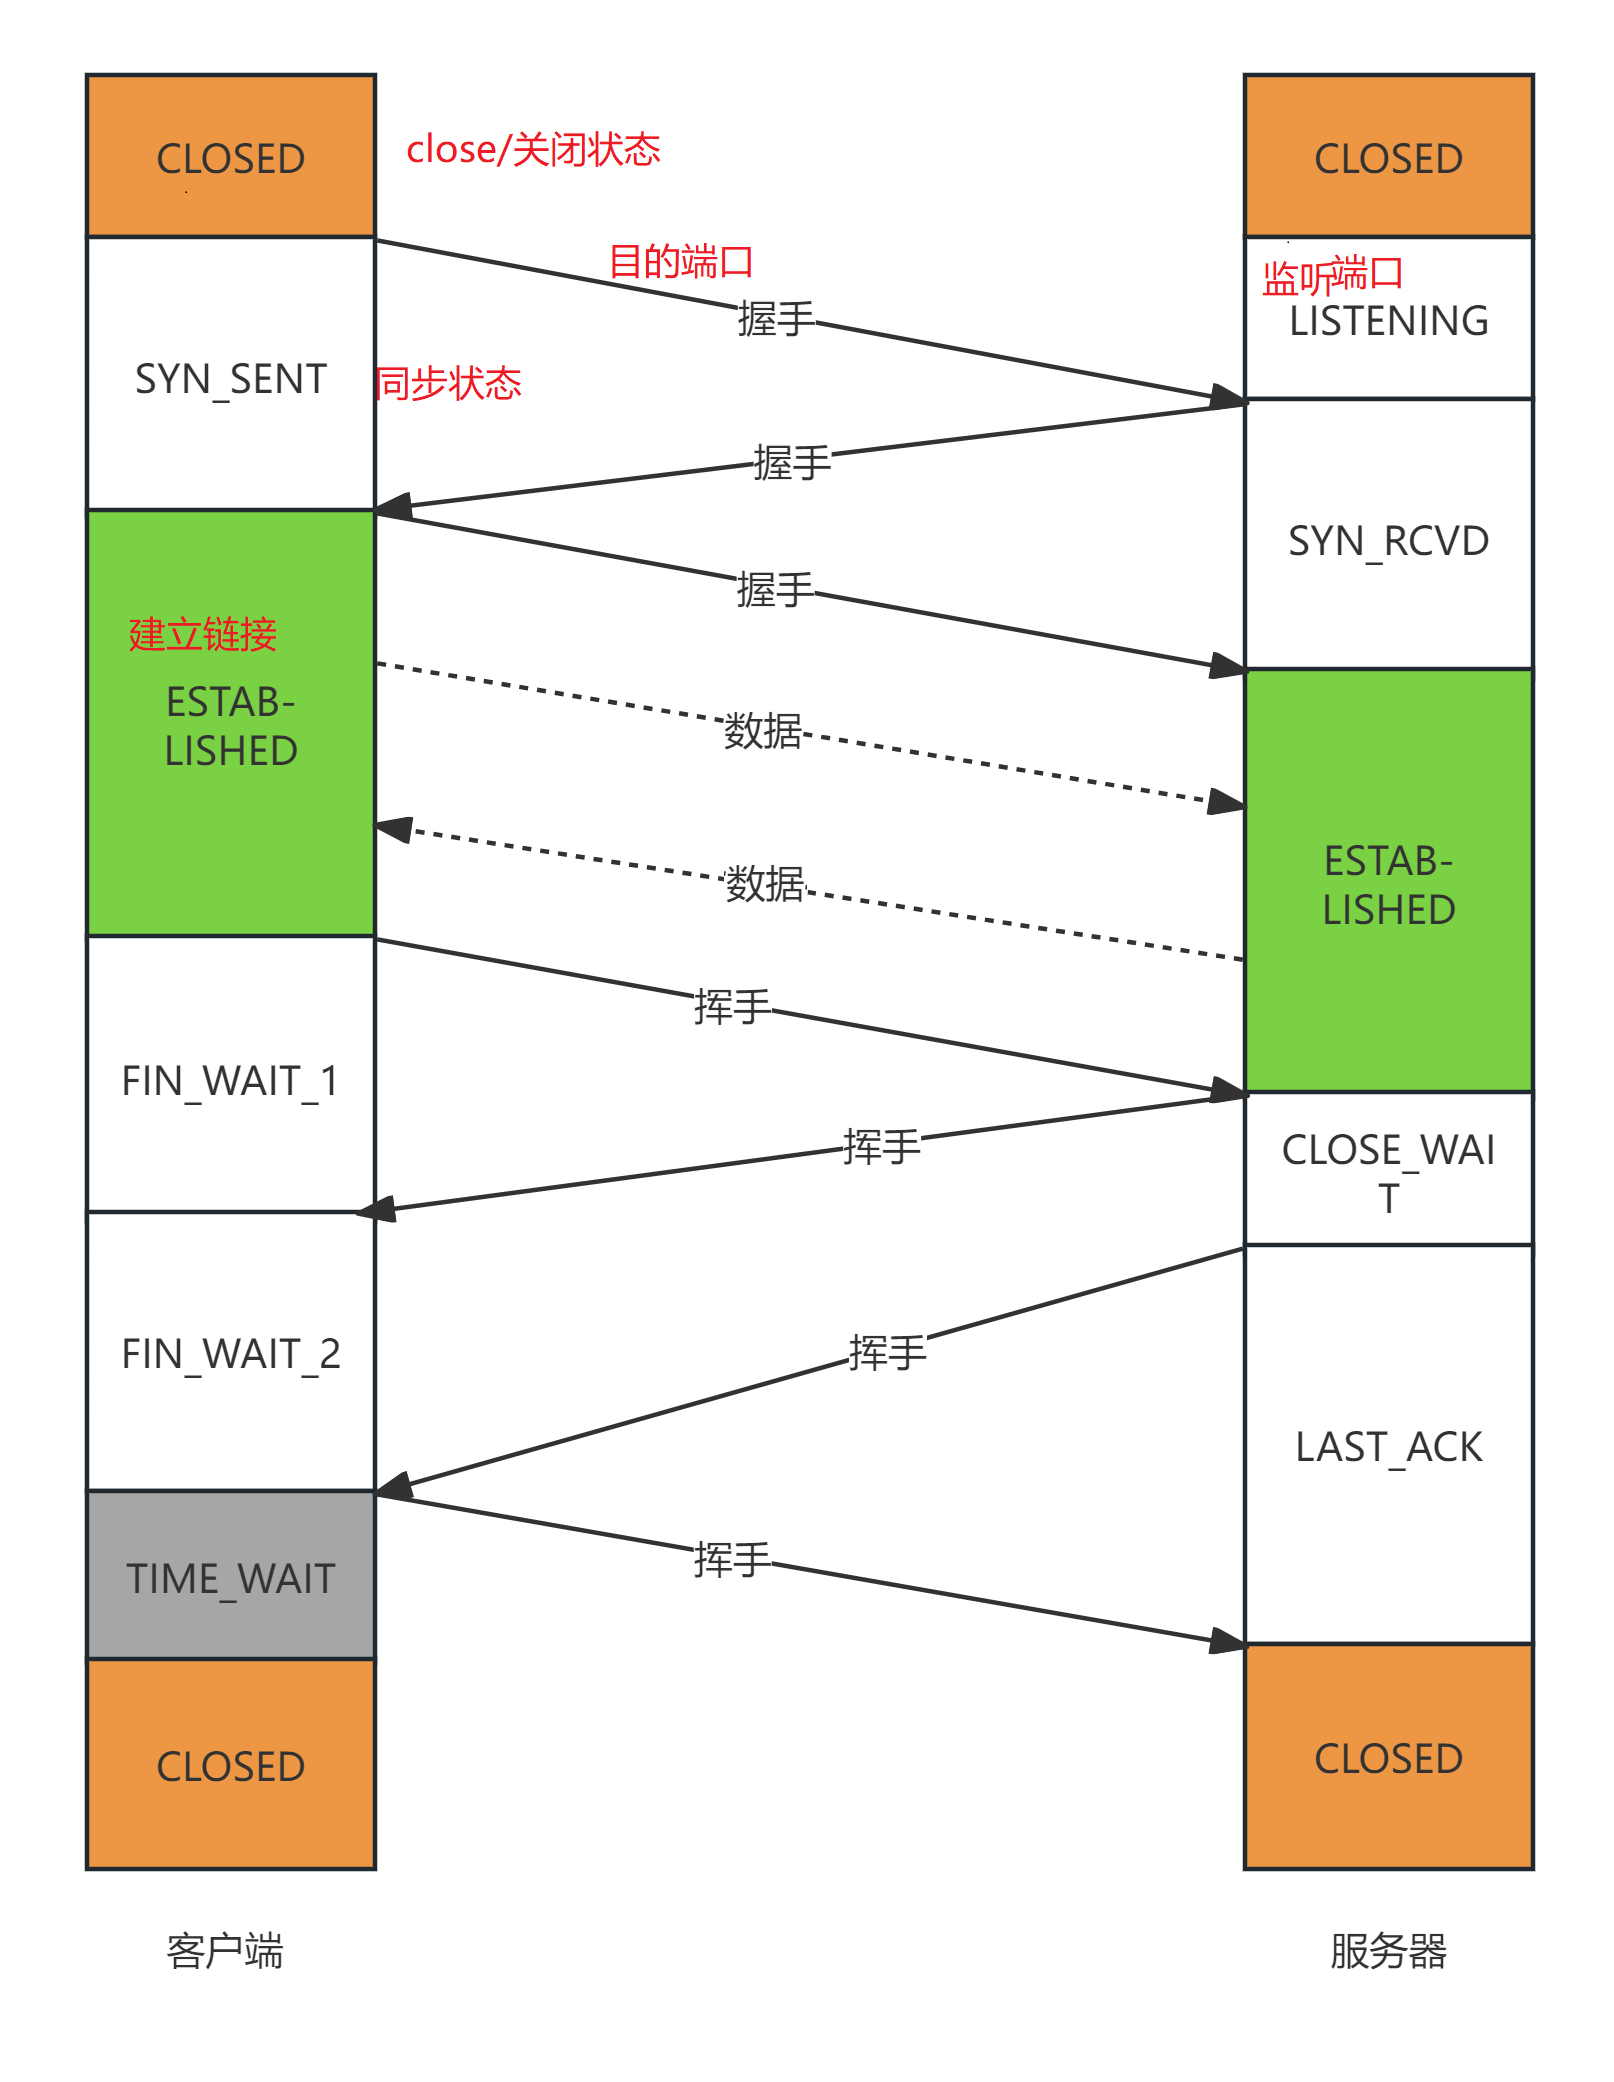 CLOSED
close/关闭状态
CLOSED
目的端口
监听端口
握手
LISTENING
SYN_SENT
同步状态
握手
SYN_RCVD
握手
建立链接
ESTAB-
LISHED
数据
数据
ESTAB-
LISHED
挥手
FIN_WAIT_1
挥手
CLOSE_WAI
T
FIN_WAIT_2
挥手
LAST_ACK
挥手
TIME_WAIT
CLOSED
CLOSED
客户端
服务器